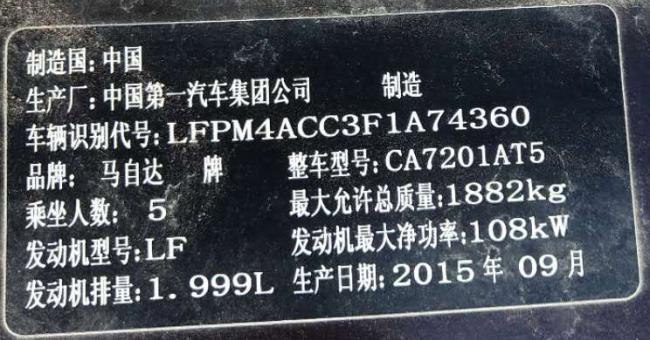 制造国:中国
生产厂:中国第一汽车集团公司 制造
车辆识别代号:LFPM4ACC3F1A74360
品牌: 马自达 牌 整车型号:CA7201AT5
乘坐人数: 5 最大允许总质量:1882kg
发动机型号:LF 发动机最大净功率:108kW
发动机排量:1.999L 生产日期:2015年 09月